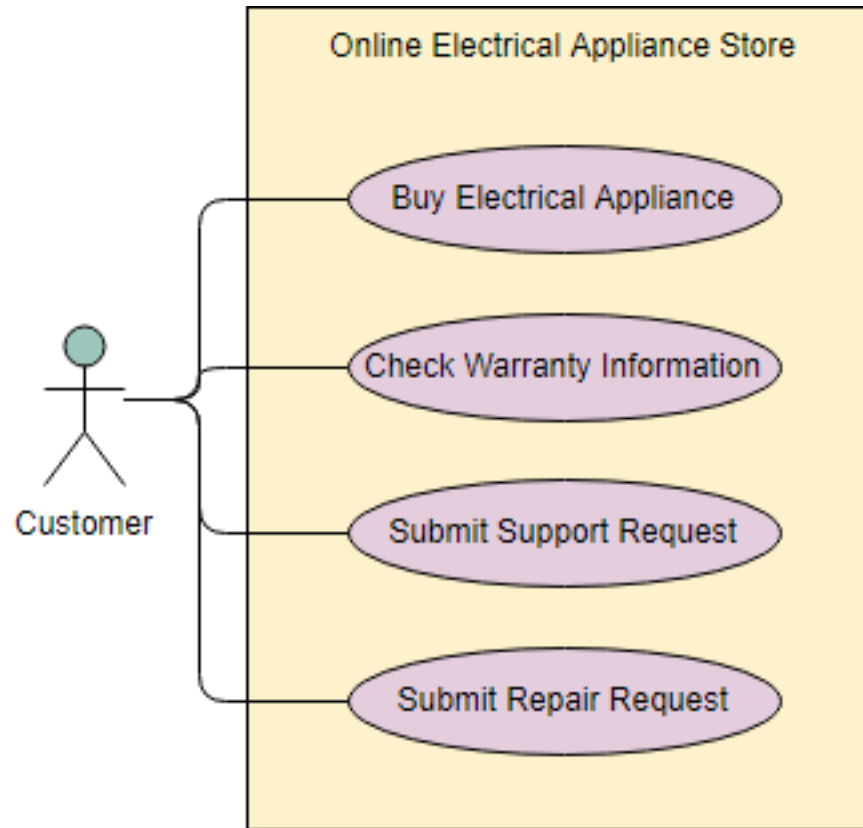 Online Electrical Appliance Store
Buy Electrical Appliance
Check Warranty Information
Submit Support Request
Customer
Submit Repair Request